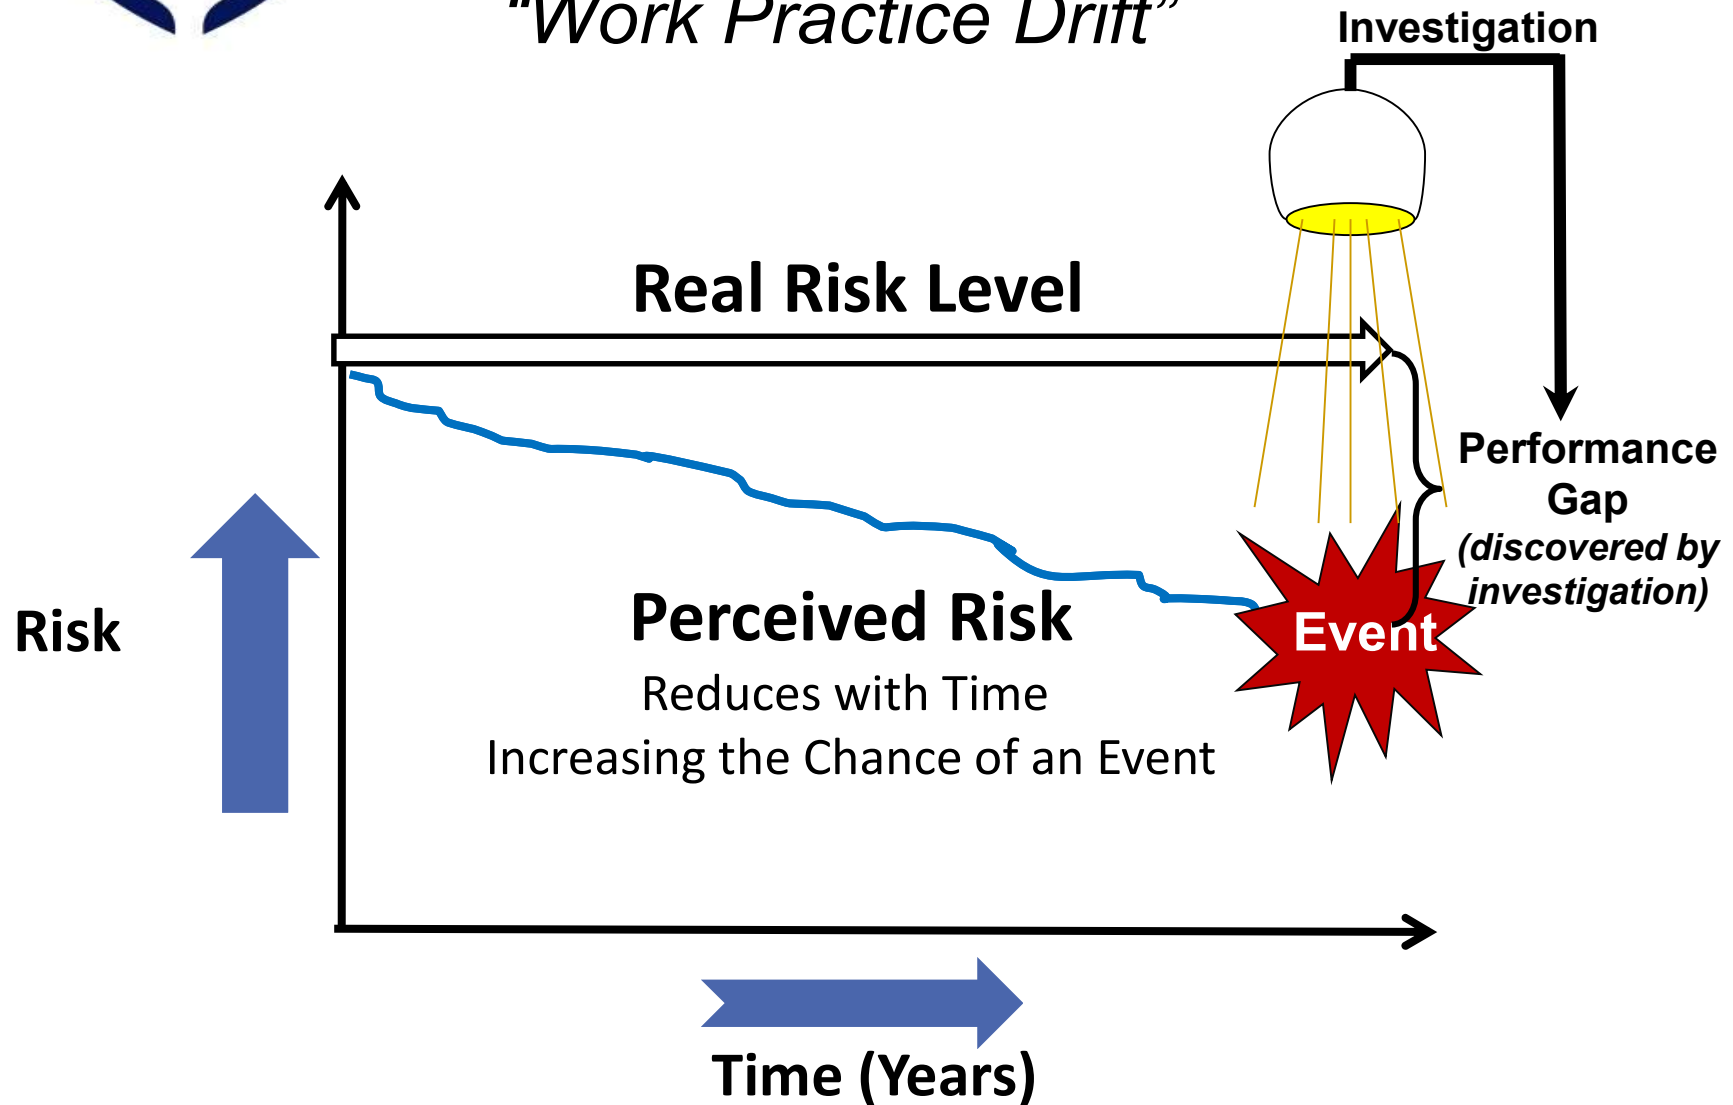 “Work Practice Drift”
Investigation
Real Risk Level
Performance
Gap
(discovered by
investigation)
Perceived Risk
Reduces with Time
Increasing the Chance of an Event
Event
Risk
Time (Years)